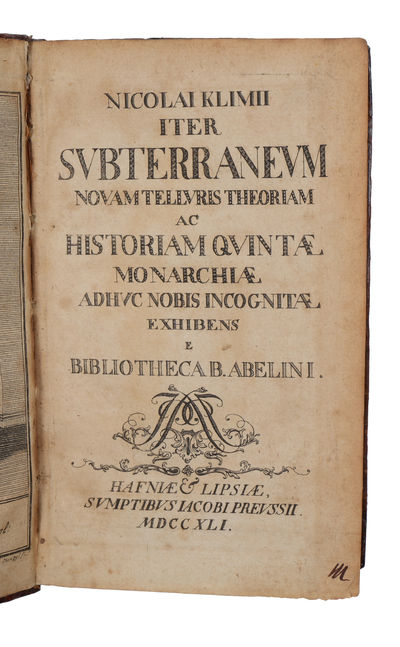 NICOLAI KLIMII
ITER
SVBTERRANEVM
NOVAM TELLVRIS THEORIAM
AC
HISTORIAM QVINTÆ
MONARCHIÆ
ADHVC NOBIS INCOGNITÆ
EXHIBENS
E
BIBLIOTHECA B. ABELINI.
HAFNIÆ & LIPSIÆ,
SVMPTIBVS IACOBI PREVSSII.
MDCCXLI.